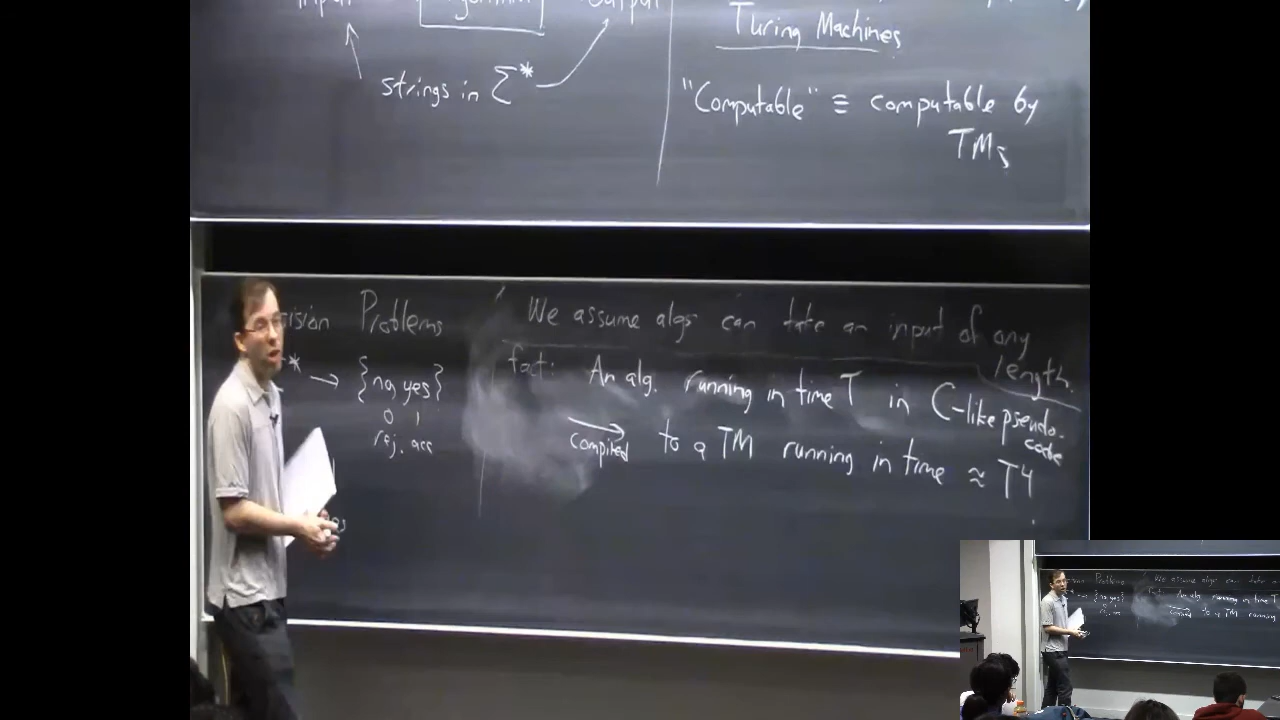 strings in Σ*
Turing Machines
"Computable" ≡ computable by
TMs
Problems
* → {no, yes}
0 1
rej. acc
We assume algs can take an input of any
length.
fact: An alg. running in time T in C-like pseudo-
code
compiled to a TM running in time ≈ T4